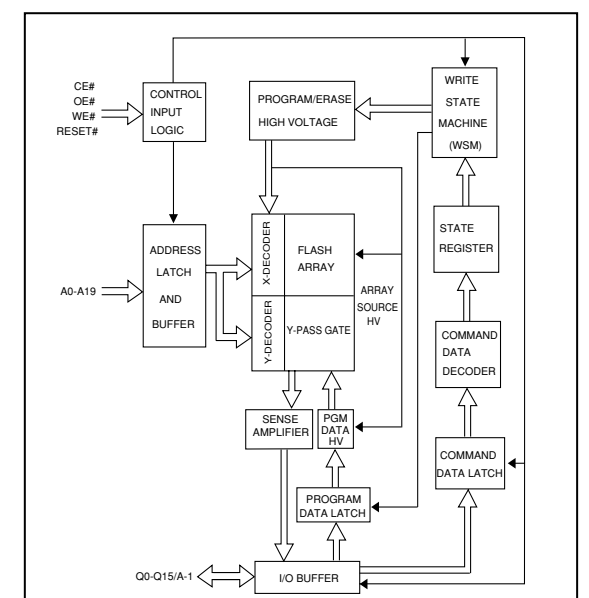 CE#
OE#
WE#
RESET#
CONTROL
INPUT
LOGIC
PROGRAM/ERASE
HIGH VOLTAGE
WRITE
STATE
MACHINE
(WSM)
STATE
REGISTER
ADDRESS
LATCH
AND
BUFFER
A0-A19
X-DECODER
FLASH
ARRAY
Y-DECODER
Y-PASS GATE
ARRAY
SOURCE
HV
COMMAND
DATA
DECODER
SENSE
AMPLIFIER
PGM
DATA
HV
COMMAND
DATA LATCH
PROGRAM
DATA LATCH
Q0-Q15/A-1
I/O BUFFER